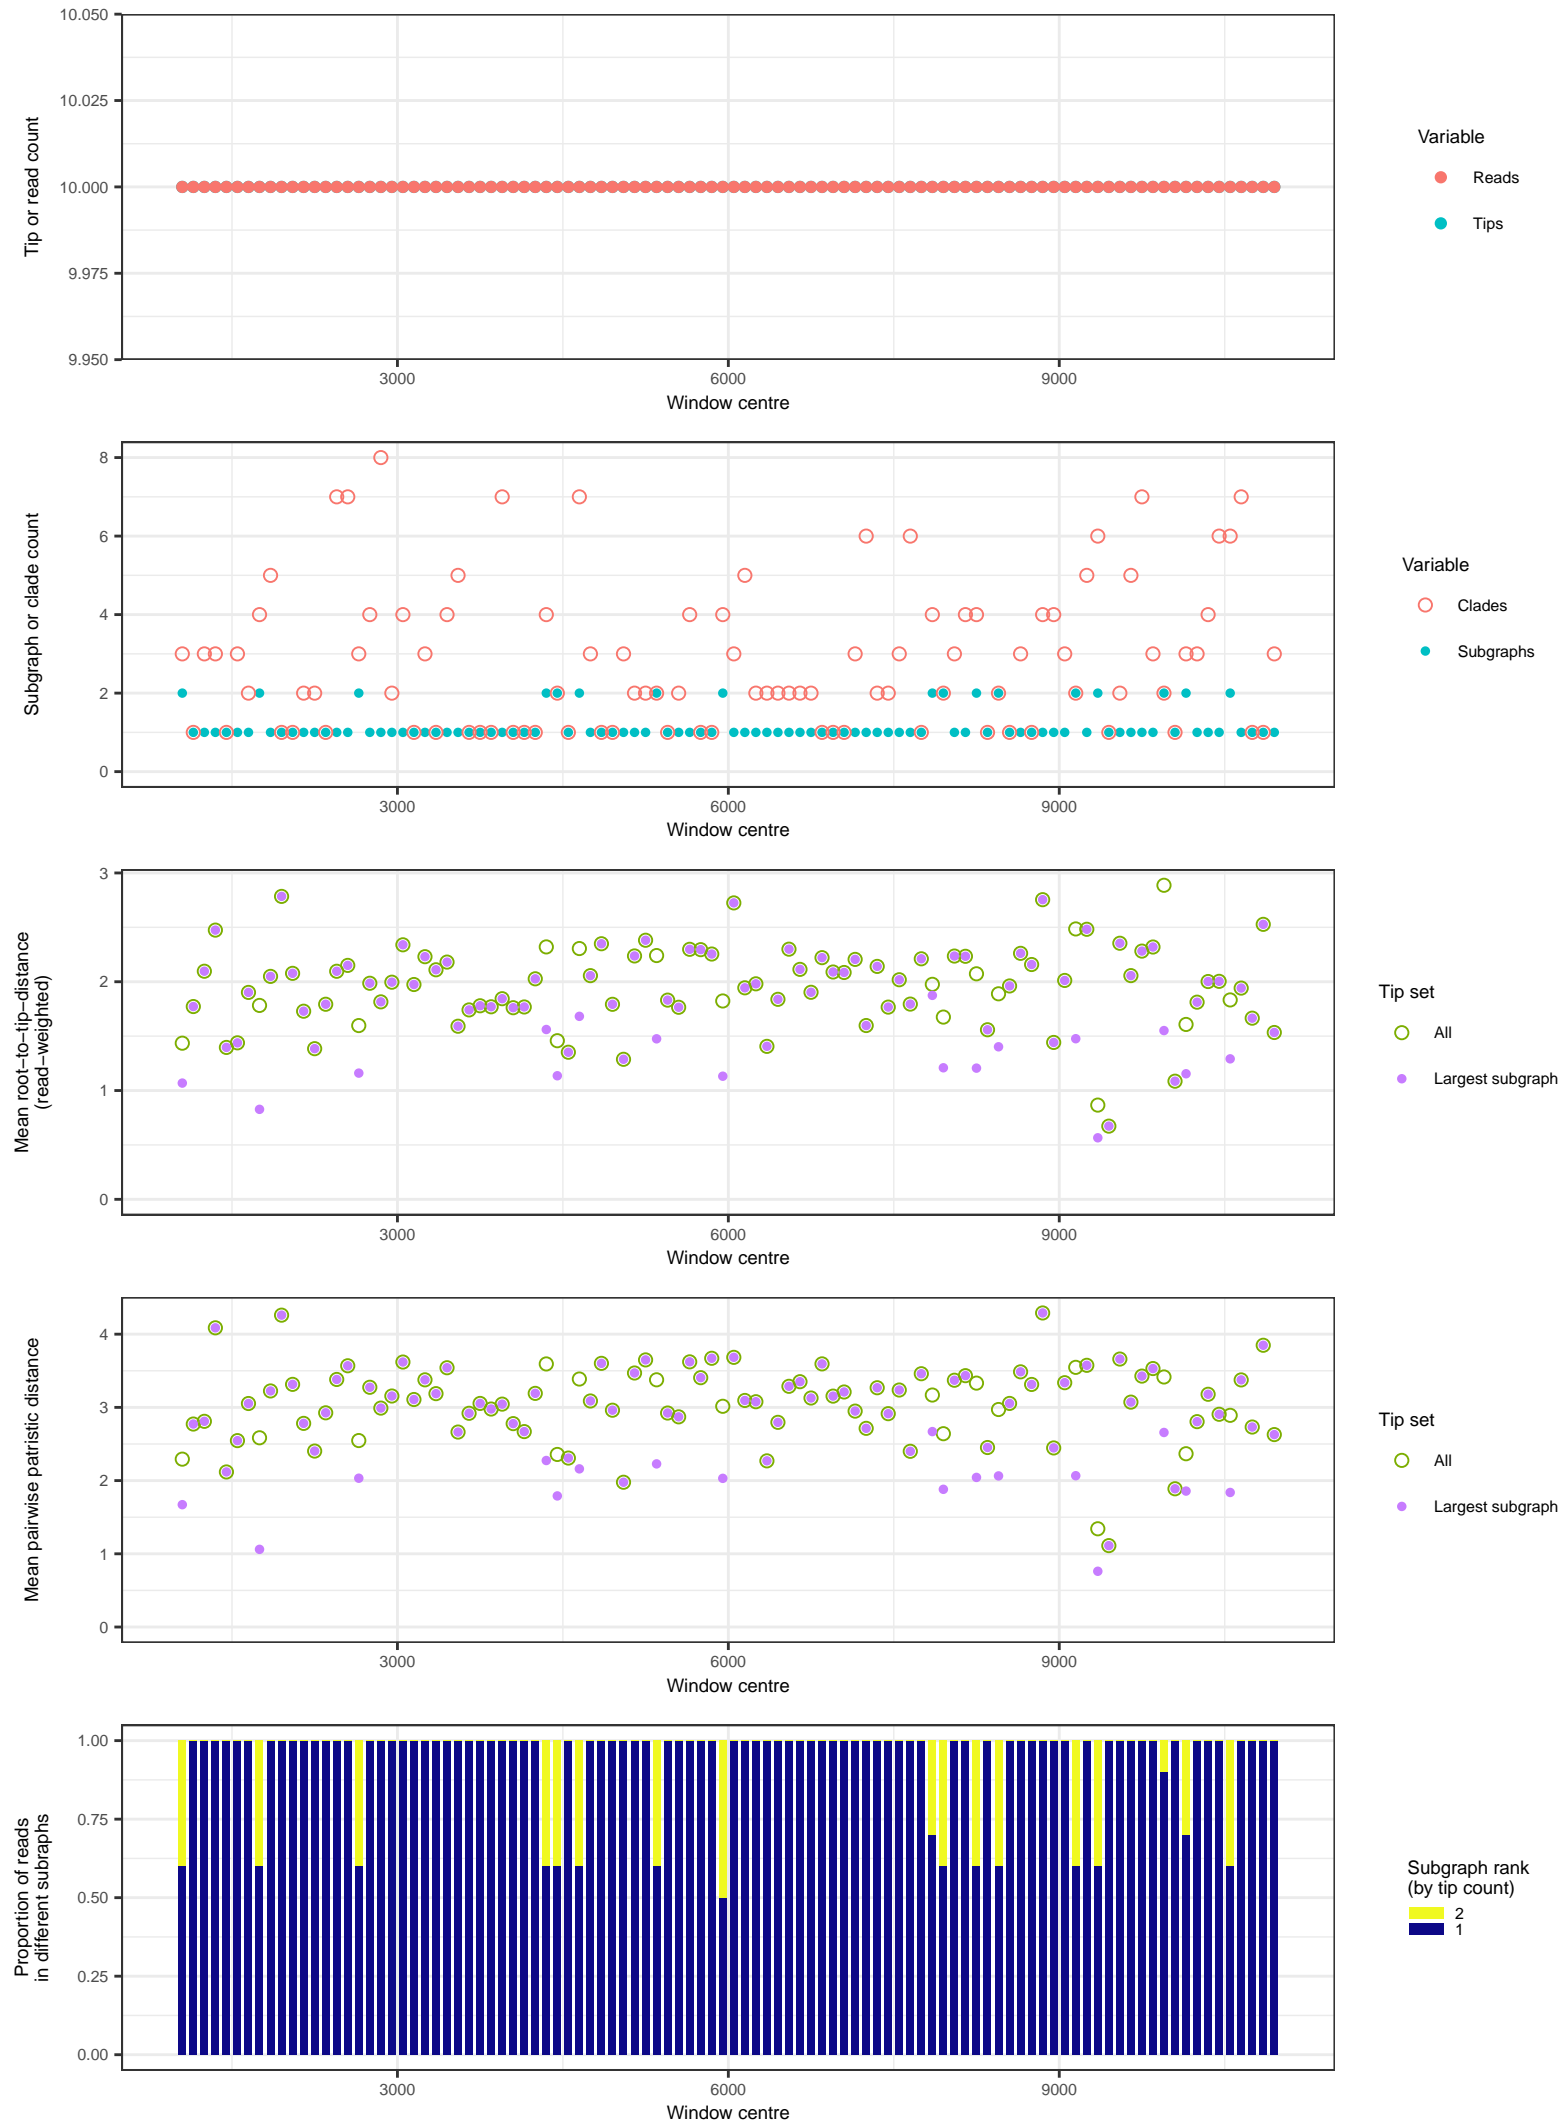 10.050
10.025
10.000
9.975
9.950
Tip or read count
3000
6000
9000
Window centre
Variable
Reads
Tips
8
6
4
2
0
Subgraph or clade count
3000
6000
9000
Window centre
Variable
Clades
Subgraphs
3
2
1
0
Mean root−to−tip−distance
(read−weighted)
3000
6000
9000
Window centre
Tip set
All
Largest subgraph
4
3
2
1
0
Mean pairwise patristic distance
3000
6000
9000
Window centre
Tip set
All
Largest subgraph
1.00
0.75
0.50
0.25
0.00
Proportion of reads
in different subraphs
3000
6000
9000
Window centre
Subgraph rank
(by tip count)
2
1